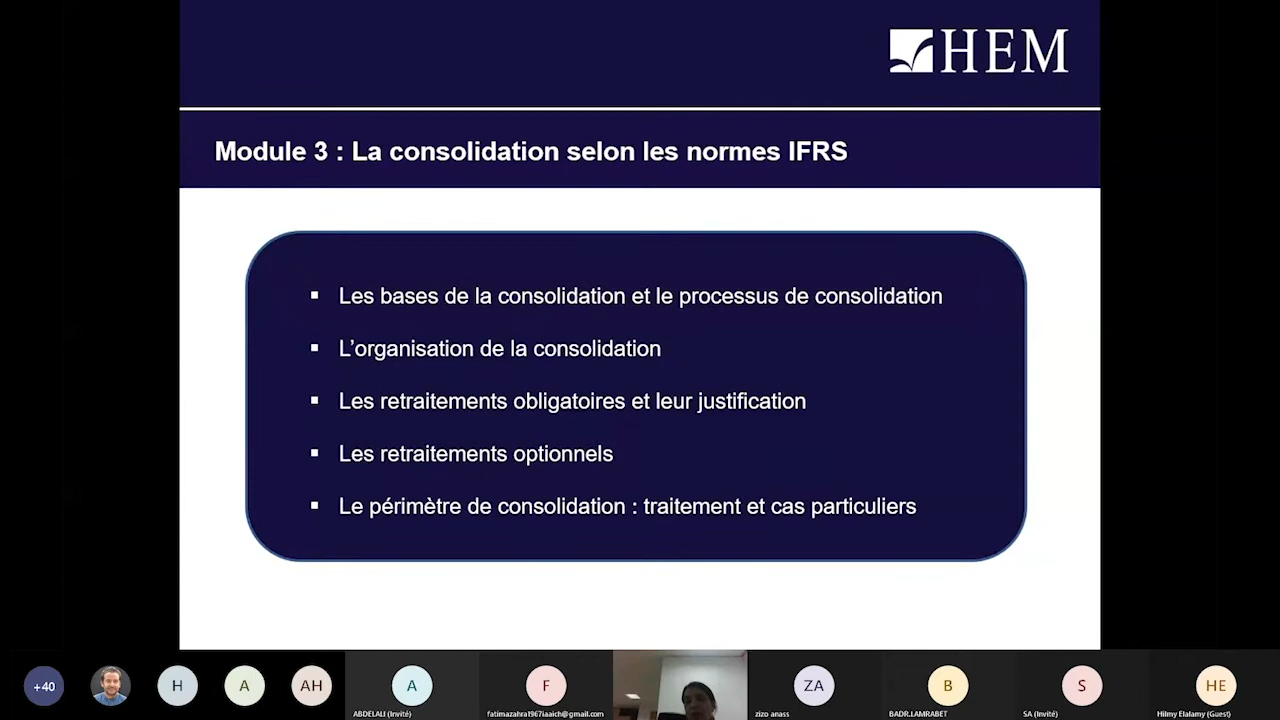 HEM
Module 3 : La consolidation selon les normes IFRS
▪ Les bases de la consolidation et le processus de consolidation
▪ L’organisation de la consolidation
▪ Les retraitements obligatoires et leur justification
▪ Les retraitements optionnels
▪ Le périmètre de consolidation : traitement et cas particuliers
+40
H
A
AH
A
F
ZA
B
S
HE
ABDELALI (Invité)
fatimazahra1967iaaich@gmail.com
zizo anass
BADR.LAMRABET
SA (Invité)
Hilmy Elalamy (Guest)